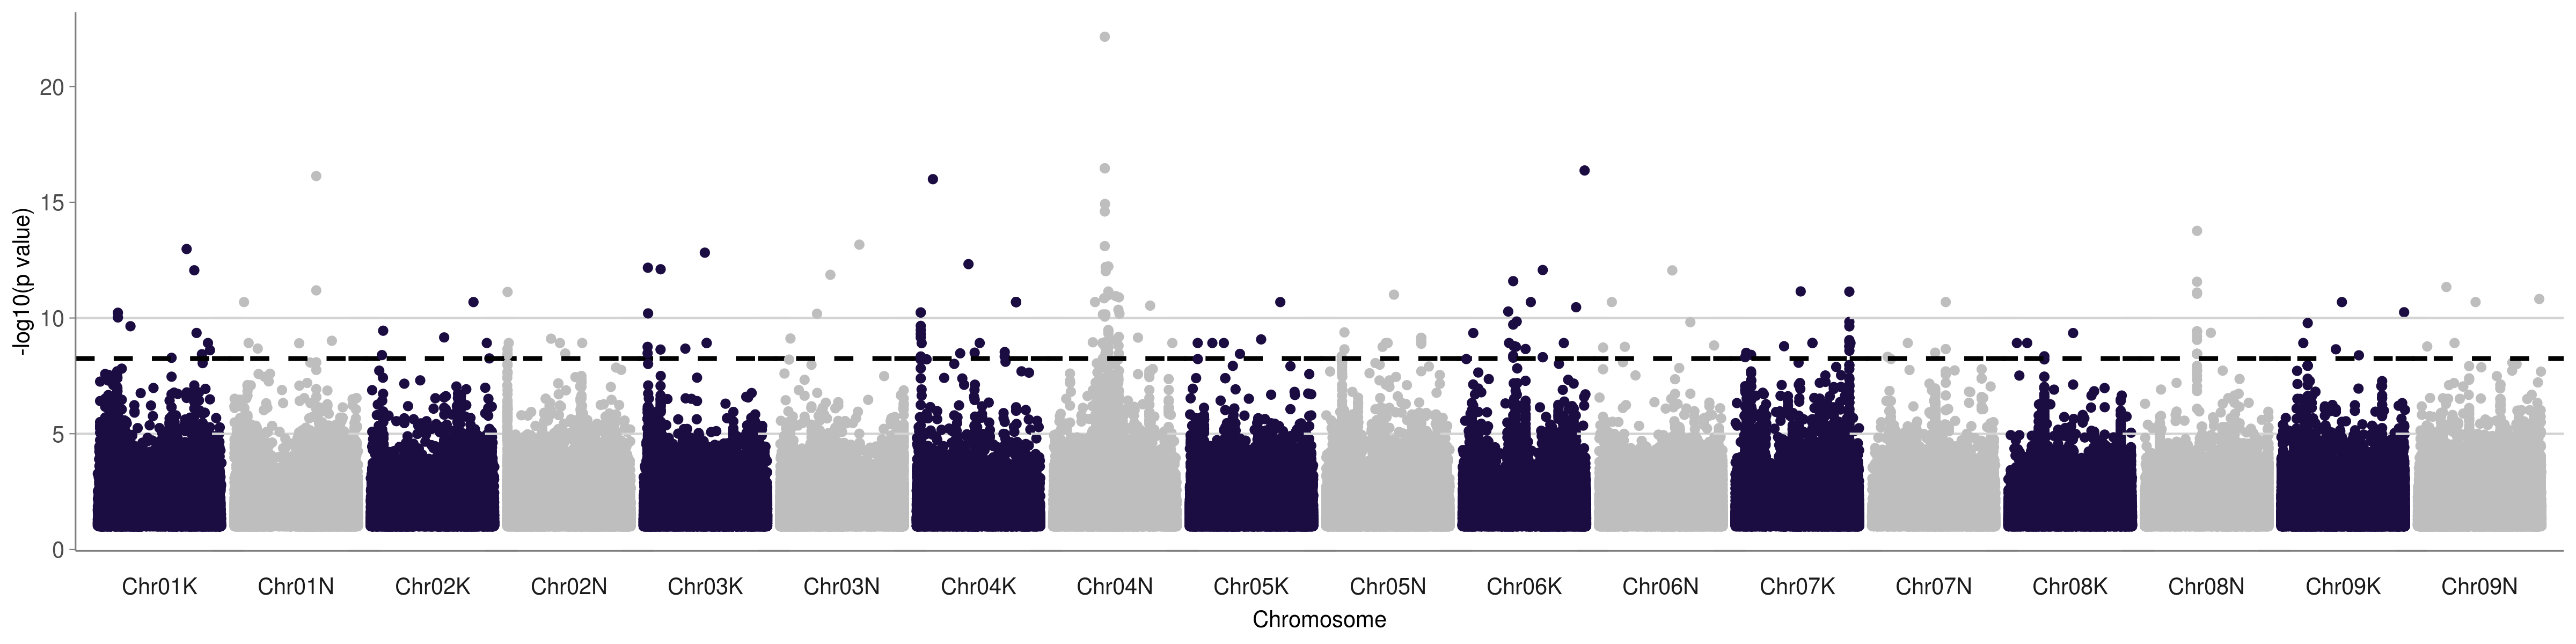 -log10(p value)
20
15
10
5
0
Chr01K Chr01N Chr02K Chr02N Chr03K Chr03N Chr04K Chr04N Chr05K Chr05N Chr06K Chr06N Chr07K Chr07N Chr08K Chr08N Chr09K Chr09N
Chromosome